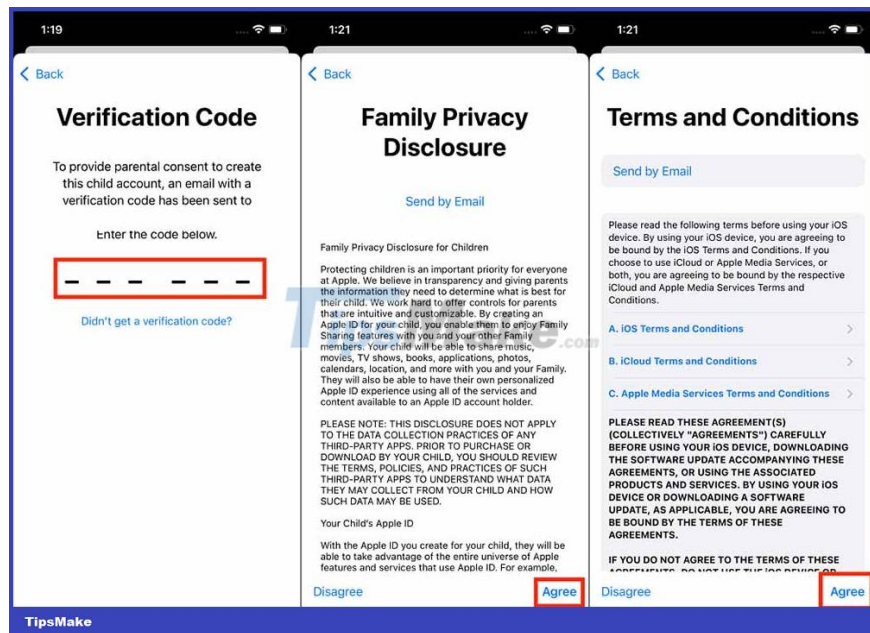 1:19
Back
Verification Code
To provide parental consent to create
this child account, an email with a
verification code has been sent to
Enter the code below.
Didn't get a verification code?
1:21
Back
Family Privacy
Disclosure
Send by Email
Family Privacy Disclosure for Children
Protecting children is an important priority for everyone
at Apple. We believe in transparency and giving parents
the information they need to determine what is best for
their child. We work hard to offer controls for parents
that are intuitive and customizable. By creating an
Apple ID for your child, you enable them to enjoy Family
Sharing features with you and your other Family
members. Your child will be able to share music,
movies, TV shows, books, applications, photos,
calendars, location, and more with you and your Family.
They will also be able to have their own personalized
Apple ID experience using all of the services and
content available to an Apple ID account holder.
PLEASE NOTE: THIS DISCLOSURE DOES NOT APPLY
TO THE DATA COLLECTION PRACTICES OF ANY
THIRD-PARTY APPS. PRIOR TO PURCHASE OR
DOWNLOAD BY YOUR CHILD, YOU SHOULD REVIEW
THE TERMS, POLICIES, AND PRACTICES OF SUCH
THIRD-PARTY APPS TO UNDERSTAND WHAT DATA
THEY MAY COLLECT FROM YOUR CHILD AND HOW
SUCH DATA MAY BE USED.
Your Child's Apple ID
With the Apple ID you create for your child, they will be
able to take advantage of the entire universe of Apple
features and services that use Apple ID. For example,
Disagree
Agree
1:21
Back
Terms and Conditions
Send by Email
Please read the following terms before using your iOS
device. By using your iOS device, you are agreeing to
be bound by the iOS Terms and Conditions. If you
choose to use iCloud or Apple Media Services, or
both, you are agreeing to be bound by the respective
iCloud and Apple Media Services Terms and
Conditions.
A. iOS Terms and Conditions
B. iCloud Terms and Conditions
C. Apple Media Services Terms and Conditions
PLEASE READ THESE AGREEMENT(S)
(COLLECTIVELY "AGREEMENTS") CAREFULLY
BEFORE USING YOUR iOS DEVICE, DOWNLOADING
THE SOFTWARE UPDATE ACCOMPANYING THESE
AGREEMENTS, OR USING THE ASSOCIATED
PRODUCTS AND SERVICES. BY USING YOUR iOS
DEVICE OR DOWNLOADING A SOFTWARE
UPDATE, AS APPLICABLE, YOU ARE AGREEING TO
BE BOUND BY THE TERMS OF THESE
AGREEMENTS.
IF YOU DO NOT AGREE TO THE TERMS OF THESE
AGREEMENTS, DO NOT USE THE iOS DEVICE OR
Disagree
Agree
TipsMake.com
TipsMake